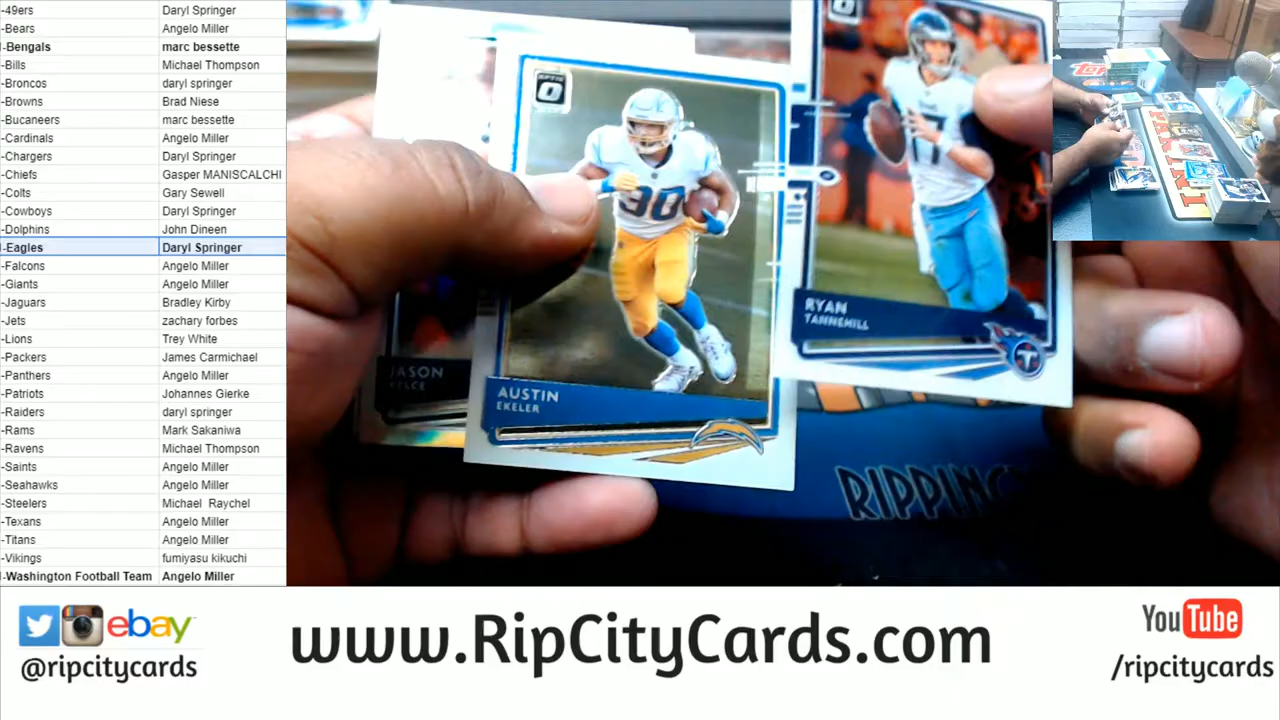 -49ers Daryl Springer
-Bears Angelo Miller
-Bengals marc bessette
-Bills Michael Thompson
-Broncos daryl springer
-Browns Brad Niese
-Bucaneers marc bessette
-Cardinals Angelo Miller
-Chargers Daryl Springer
-Chiefs Gasper MANISCALCHI
-Colts Gary Sewell
-Cowboys Daryl Springer
-Dolphins John Dineen
-Eagles Daryl Springer
-Falcons Angelo Miller
-Giants Angelo Miller
-Jaguars Bradley Kirby
-Jets zachary forbes
-Lions Trey White
-Packers James Carmichael
-Panthers Angelo Miller
-Patriots Johannes Gierke
-Raiders daryl springer
-Rams Mark Sakaniwa
-Ravens Michael Thompson
-Saints Angelo Miller
-Seahawks Angelo Miller
-Steelers Michael Raychel
-Texans Angelo Miller
-Titans Angelo Miller
-Vikings fumiyasu kikuchi
-Washington Football Team Angelo Miller
OPTIC
30
AUSTIN
EKELER
17
RYAN
TANNEHILL
T
JASON
KELCE
RIPPIN
PANINI
ebay
@ripcitycards
www.RipCityCards.com
YouTube
/ripcitycards